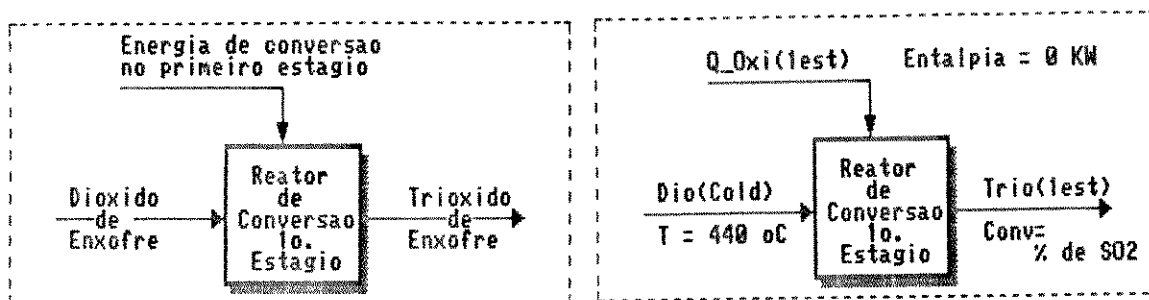 Energia de conversao
no primeiro estagio
Dioxido
de
Enxofre
Reator
de
Conversao
1o.
Estagio
Trioxido
de
Enxofre
Q_Oxi(1est) Entalpia = 0 KW
Dio(Cold)
T = 440 oC
Reator
de
Conversao
1o.
Estagio
Trio(1est)
Conv=
% de SO2